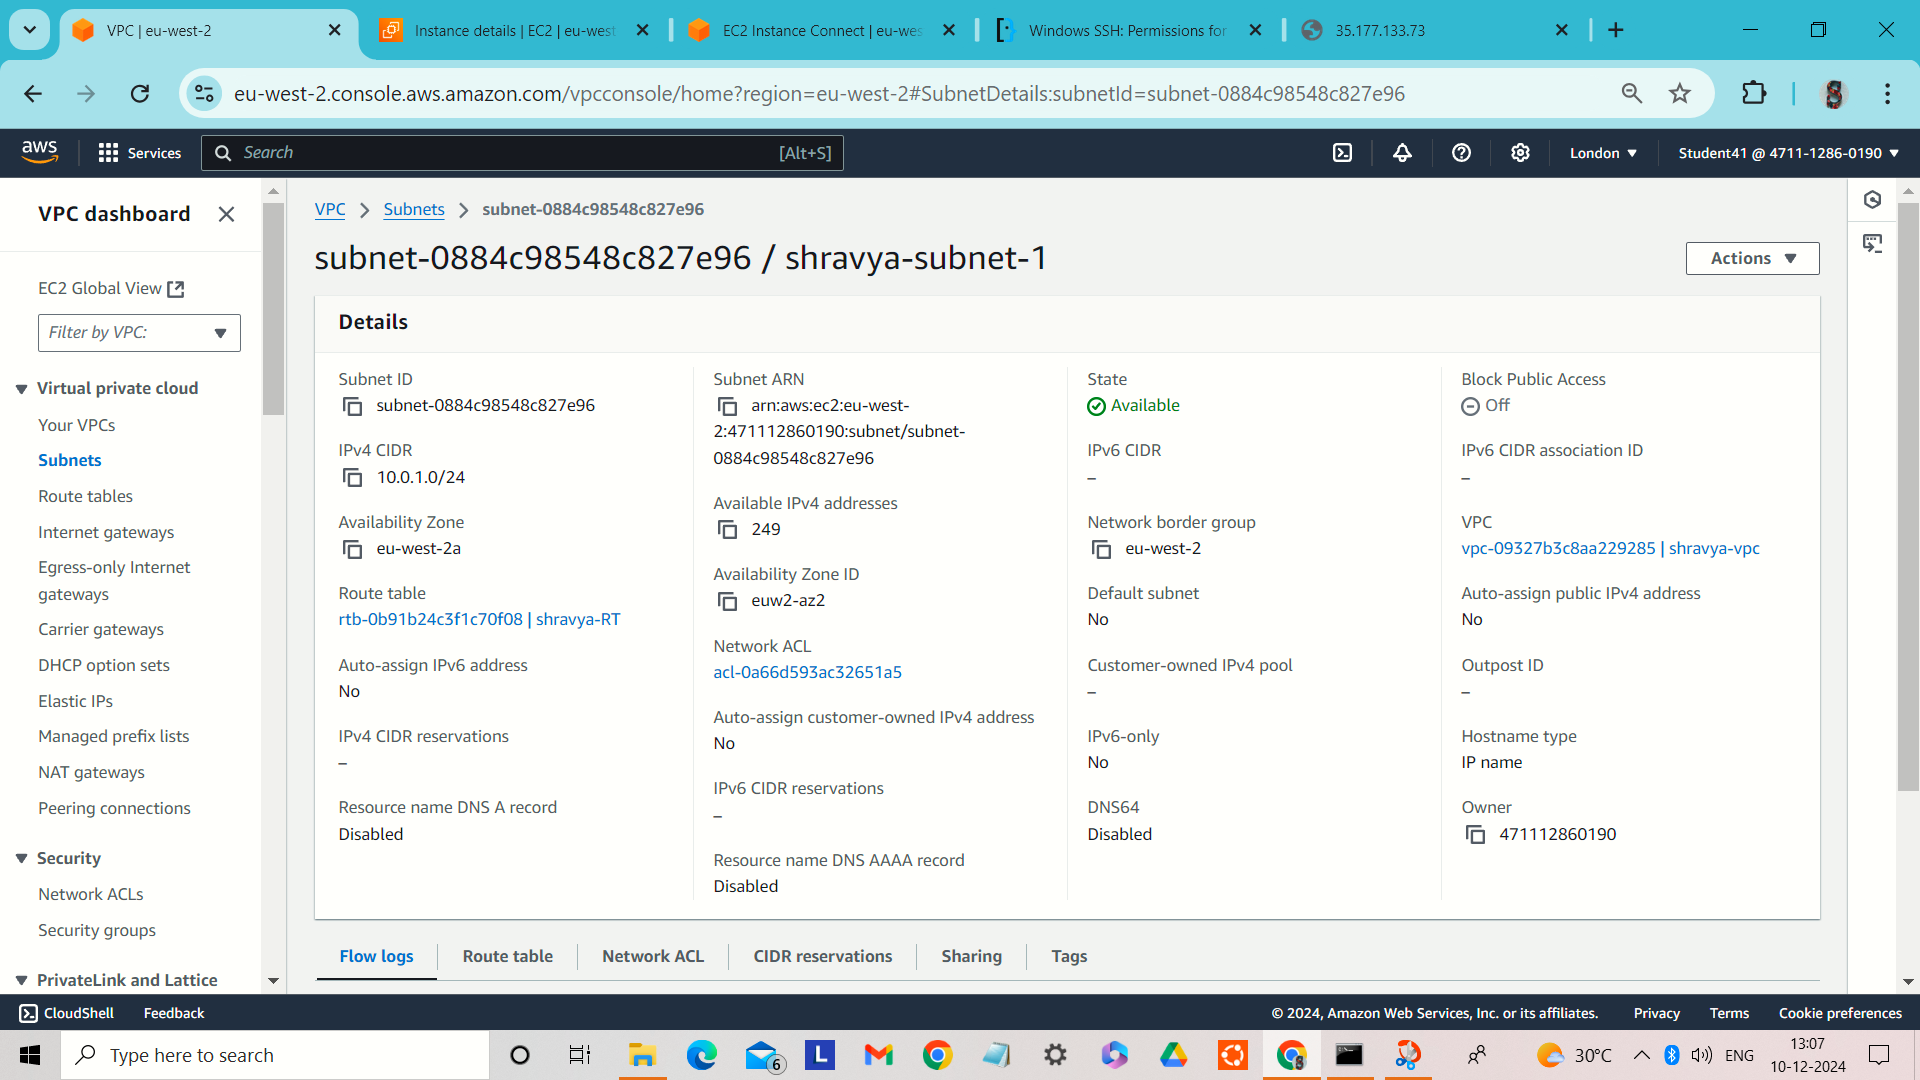 VPC | eu-west-2
Instance details | EC2 | eu-west
EC2 Instance Connect | eu-wes
Windows SSH: Permissions for
35.177.133.73
eu-west-2.console.aws.amazon.com/vpcconsole/home?region=eu-west-2#SubnetDetails:subnetId=subnet-0884c98548c827e96
aws
Services
Search
[Alt+S]
London
Student41 @ 4711-1286-0190
VPC dashboard
EC2 Global View
Filter by VPC:
Virtual private cloud
Your VPCs
Subnets
Route tables
Internet gateways
Egress-only Internet
gateways
Carrier gateways
DHCP option sets
Elastic IPs
Managed prefix lists
NAT gateways
Peering connections
Security
Network ACLs
Security groups
PrivateLink and Lattice
VPC
Subnets
subnet-0884c98548c827e96
subnet-0884c98548c827e96 / shravya-subnet-1
Actions
Details
Subnet ID
subnet-0884c98548c827e96
IPv4 CIDR
10.0.1.0/24
Availability Zone
eu-west-2a
Route table
rtb-0b91b24c3f1c70f08 | shravya-RT
Auto-assign IPv6 address
No
IPv4 CIDR reservations
–
Resource name DNS A record
Disabled
Subnet ARN
arn:aws:ec2:eu-west-
2:471112860190:subnet/subnet-
0884c98548c827e96
Available IPv4 addresses
249
Availability Zone ID
euw2-az2
Network ACL
acl-0a66d593ac32651a5
Auto-assign customer-owned IPv4 address
No
IPv6 CIDR reservations
–
Resource name DNS AAAA record
Disabled
State
Available
IPv6 CIDR
–
Network border group
eu-west-2
Default subnet
No
Customer-owned IPv4 pool
–
IPv6-only
No
DNS64
Disabled
Block Public Access
Off
IPv6 CIDR association ID
–
VPC
vpc-09327b3c8aa229285 | shravya-vpc
Auto-assign public IPv4 address
No
Outpost ID
–
Hostname type
IP name
Owner
471112860190
Flow logs
Route table
Network ACL
CIDR reservations
Sharing
Tags
CloudShell
Feedback
© 2024, Amazon Web Services, Inc. or its affiliates.
Privacy
Terms
Cookie preferences
Type here to search
6
L
30°C
ENG
13:07
10-12-2024